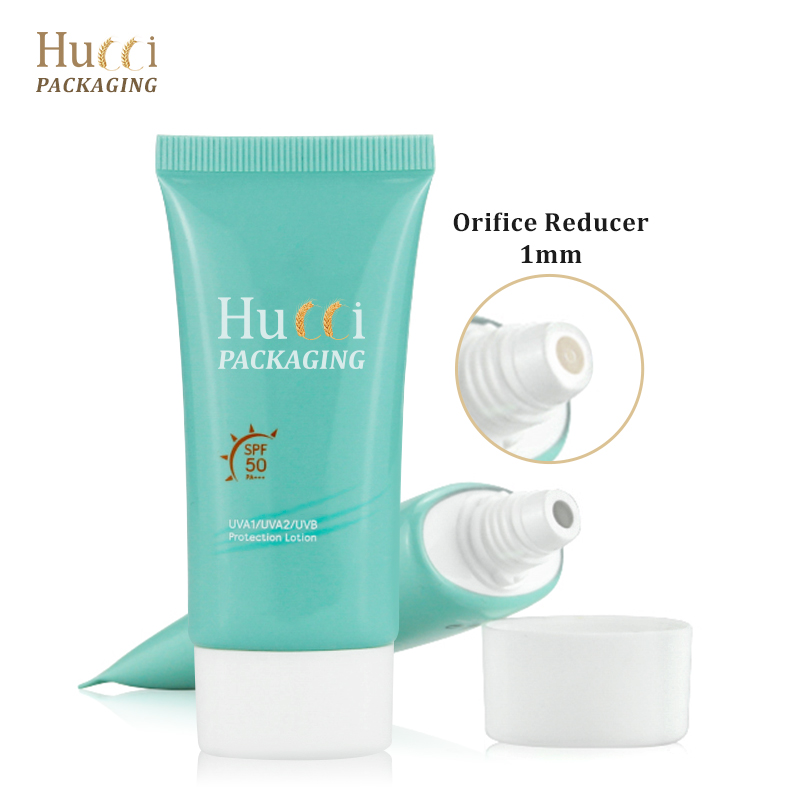 Hucci
PACKAGING
Orifice Reducer
1mm
Hucci
PACKAGING
SPF
50
PA+++
UVA1/UVA2/UVB
Protection Lotion